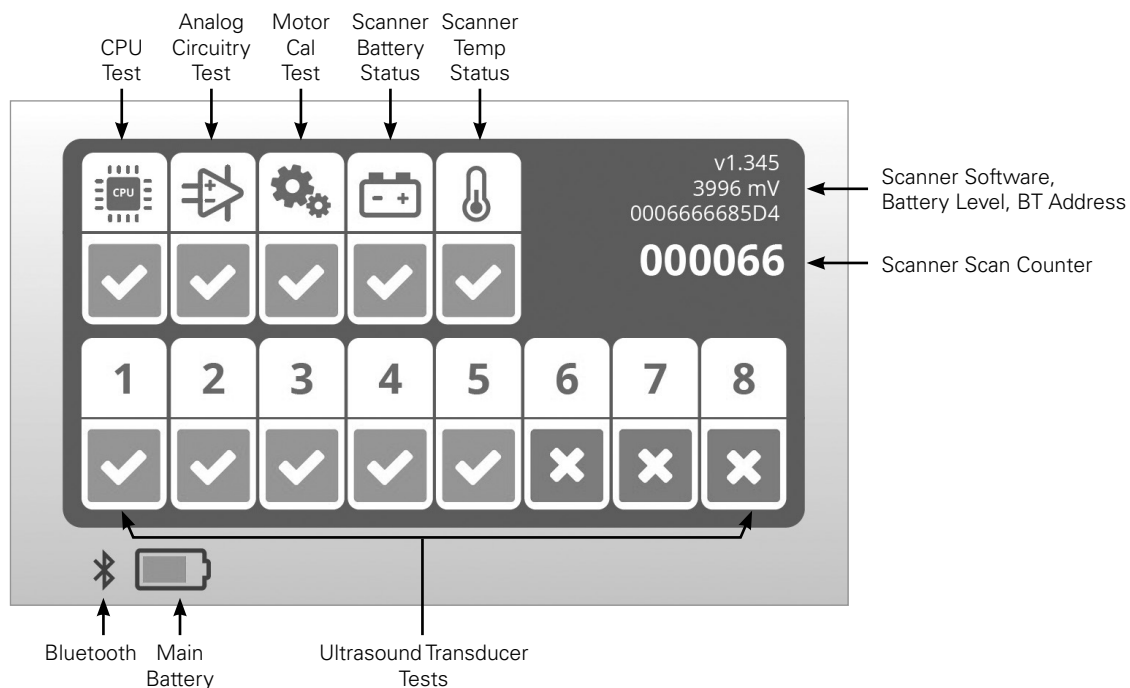 CPU
Test
Analog
Circuitry
Test
Motor
Cal
Test
Scanner
Battery
Status
Scanner
Temp
Status
CPU
v1.345
3996 mV
0006666685D4
000066
Scanner Software,
Battery Level, BT Address
Scanner Scan Counter
1 2 3 4 5 6 7 8
Bluetooth
Main
Battery
Ultrasound Transducer
Tests